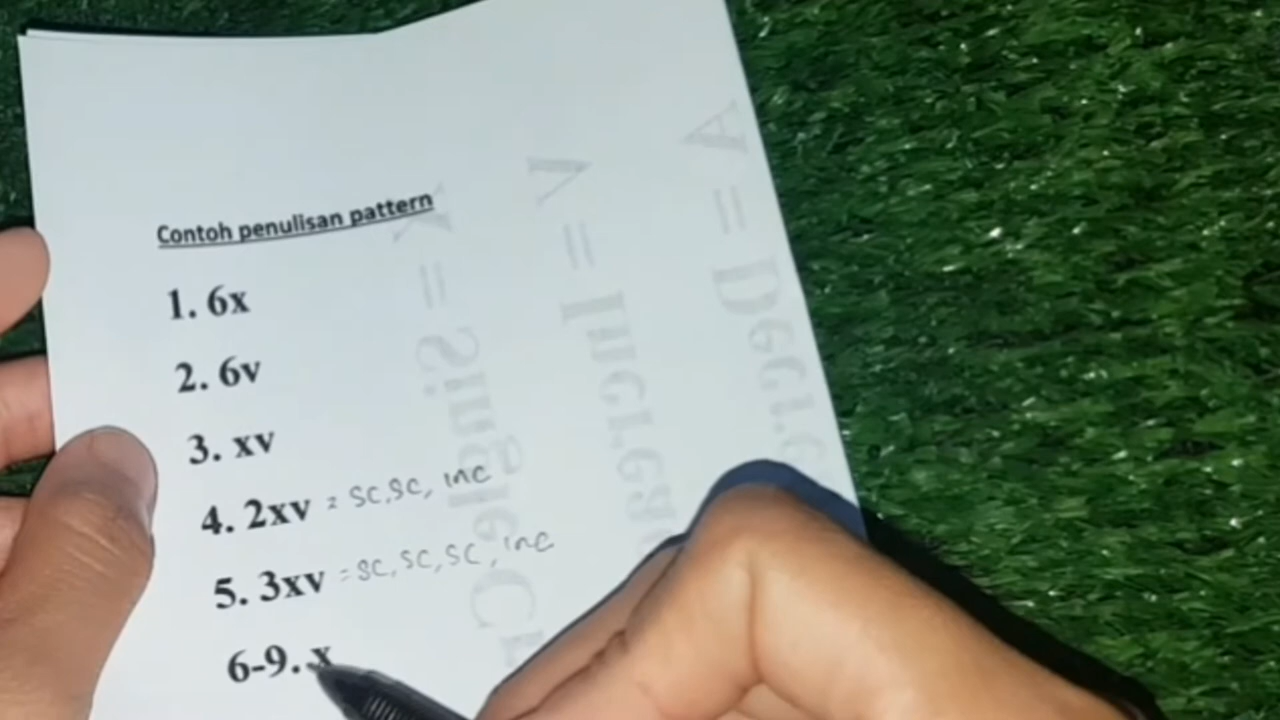 Contoh penulisan pattern
1. 6x
2. 6v
3. xv
4. 2xv = SC,SC, inc
5. 3xv = SC, SC, SC, inc
6-9. x